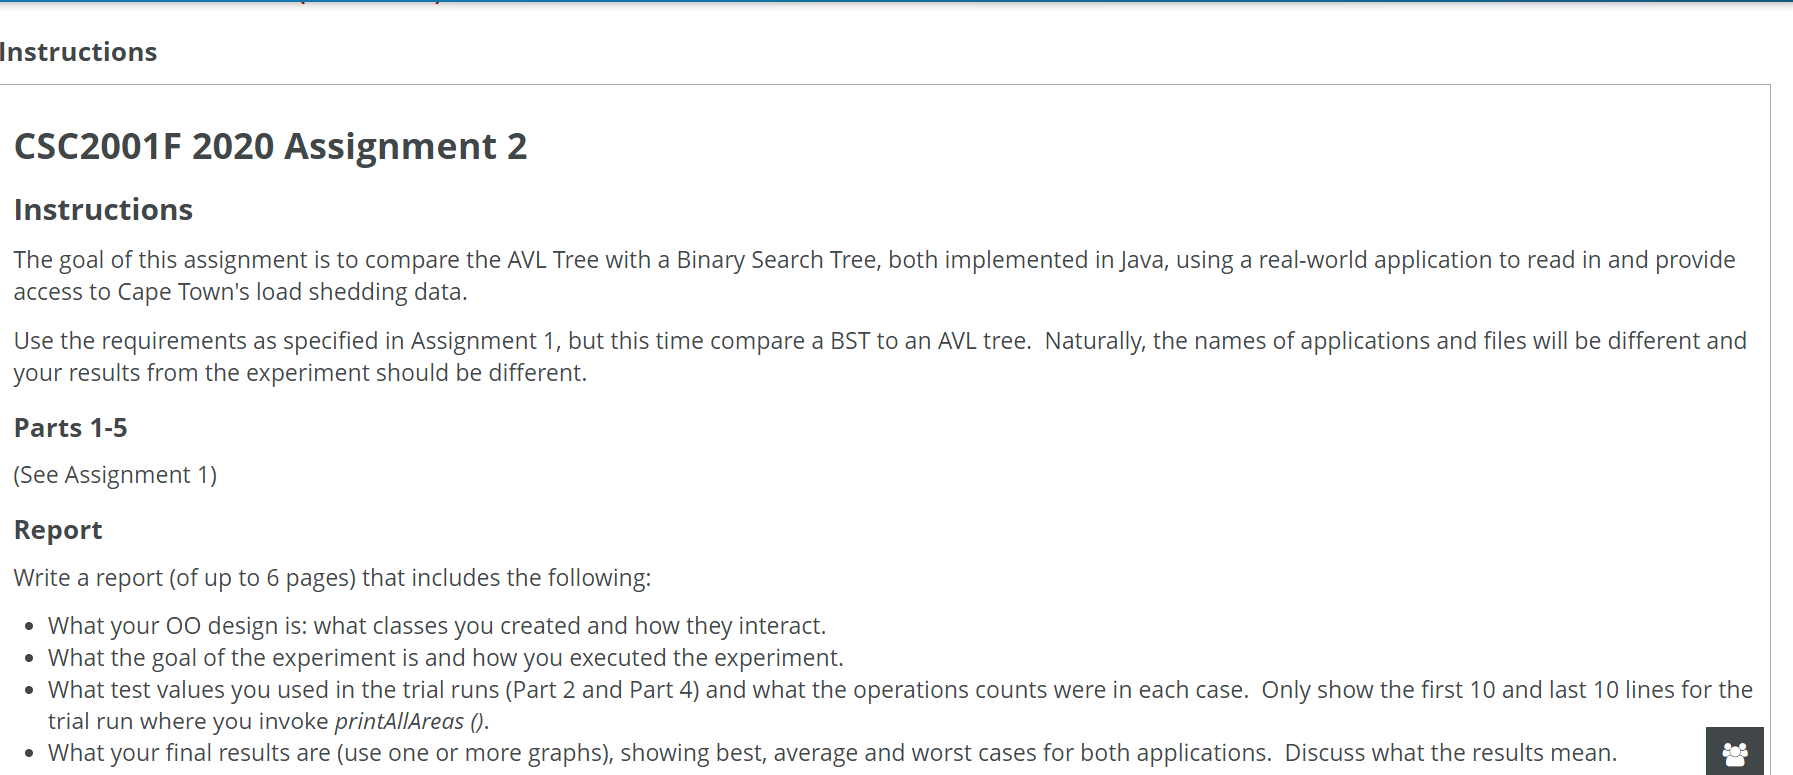 Instructions
CSC2001F 2020 Assignment 2
Instructions
The goal of this assignment is to compare the AVL Tree with a Binary Search Tree, both implemented in Java, using a real-world application to read in and provide
access to Cape Town's load shedding data.
Use the requirements as specified in Assignment 1, but this time compare a BST to an AVL tree.  Naturally, the names of applications and files will be different and
your results from the experiment should be different.
Parts 1-5
(See Assignment 1)
Report
Write a report (of up to 6 pages) that includes the following:
• What your OO design is: what classes you created and how they interact.
• What the goal of the experiment is and how you executed the experiment.
• What test values you used in the trial runs (Part 2 and Part 4) and what the operations counts were in each case.  Only show the first 10 and last 10 lines for the
trial run where you invoke printAllAreas ().
• What your final results are (use one or more graphs), showing best, average and worst cases for both applications.  Discuss what the results mean.